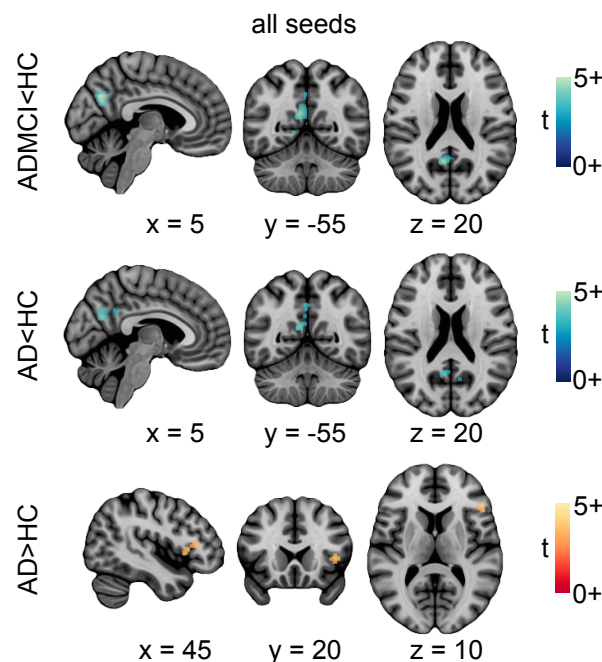 all seeds
ADMCI<HC
5+
t
0+
x = 5 y = -55 z = 20
AD<HC
5+
t
0+
x = 5 y = -55 z = 20
AD>HC
5+
t
0+
x = 45 y = 20 z = 10